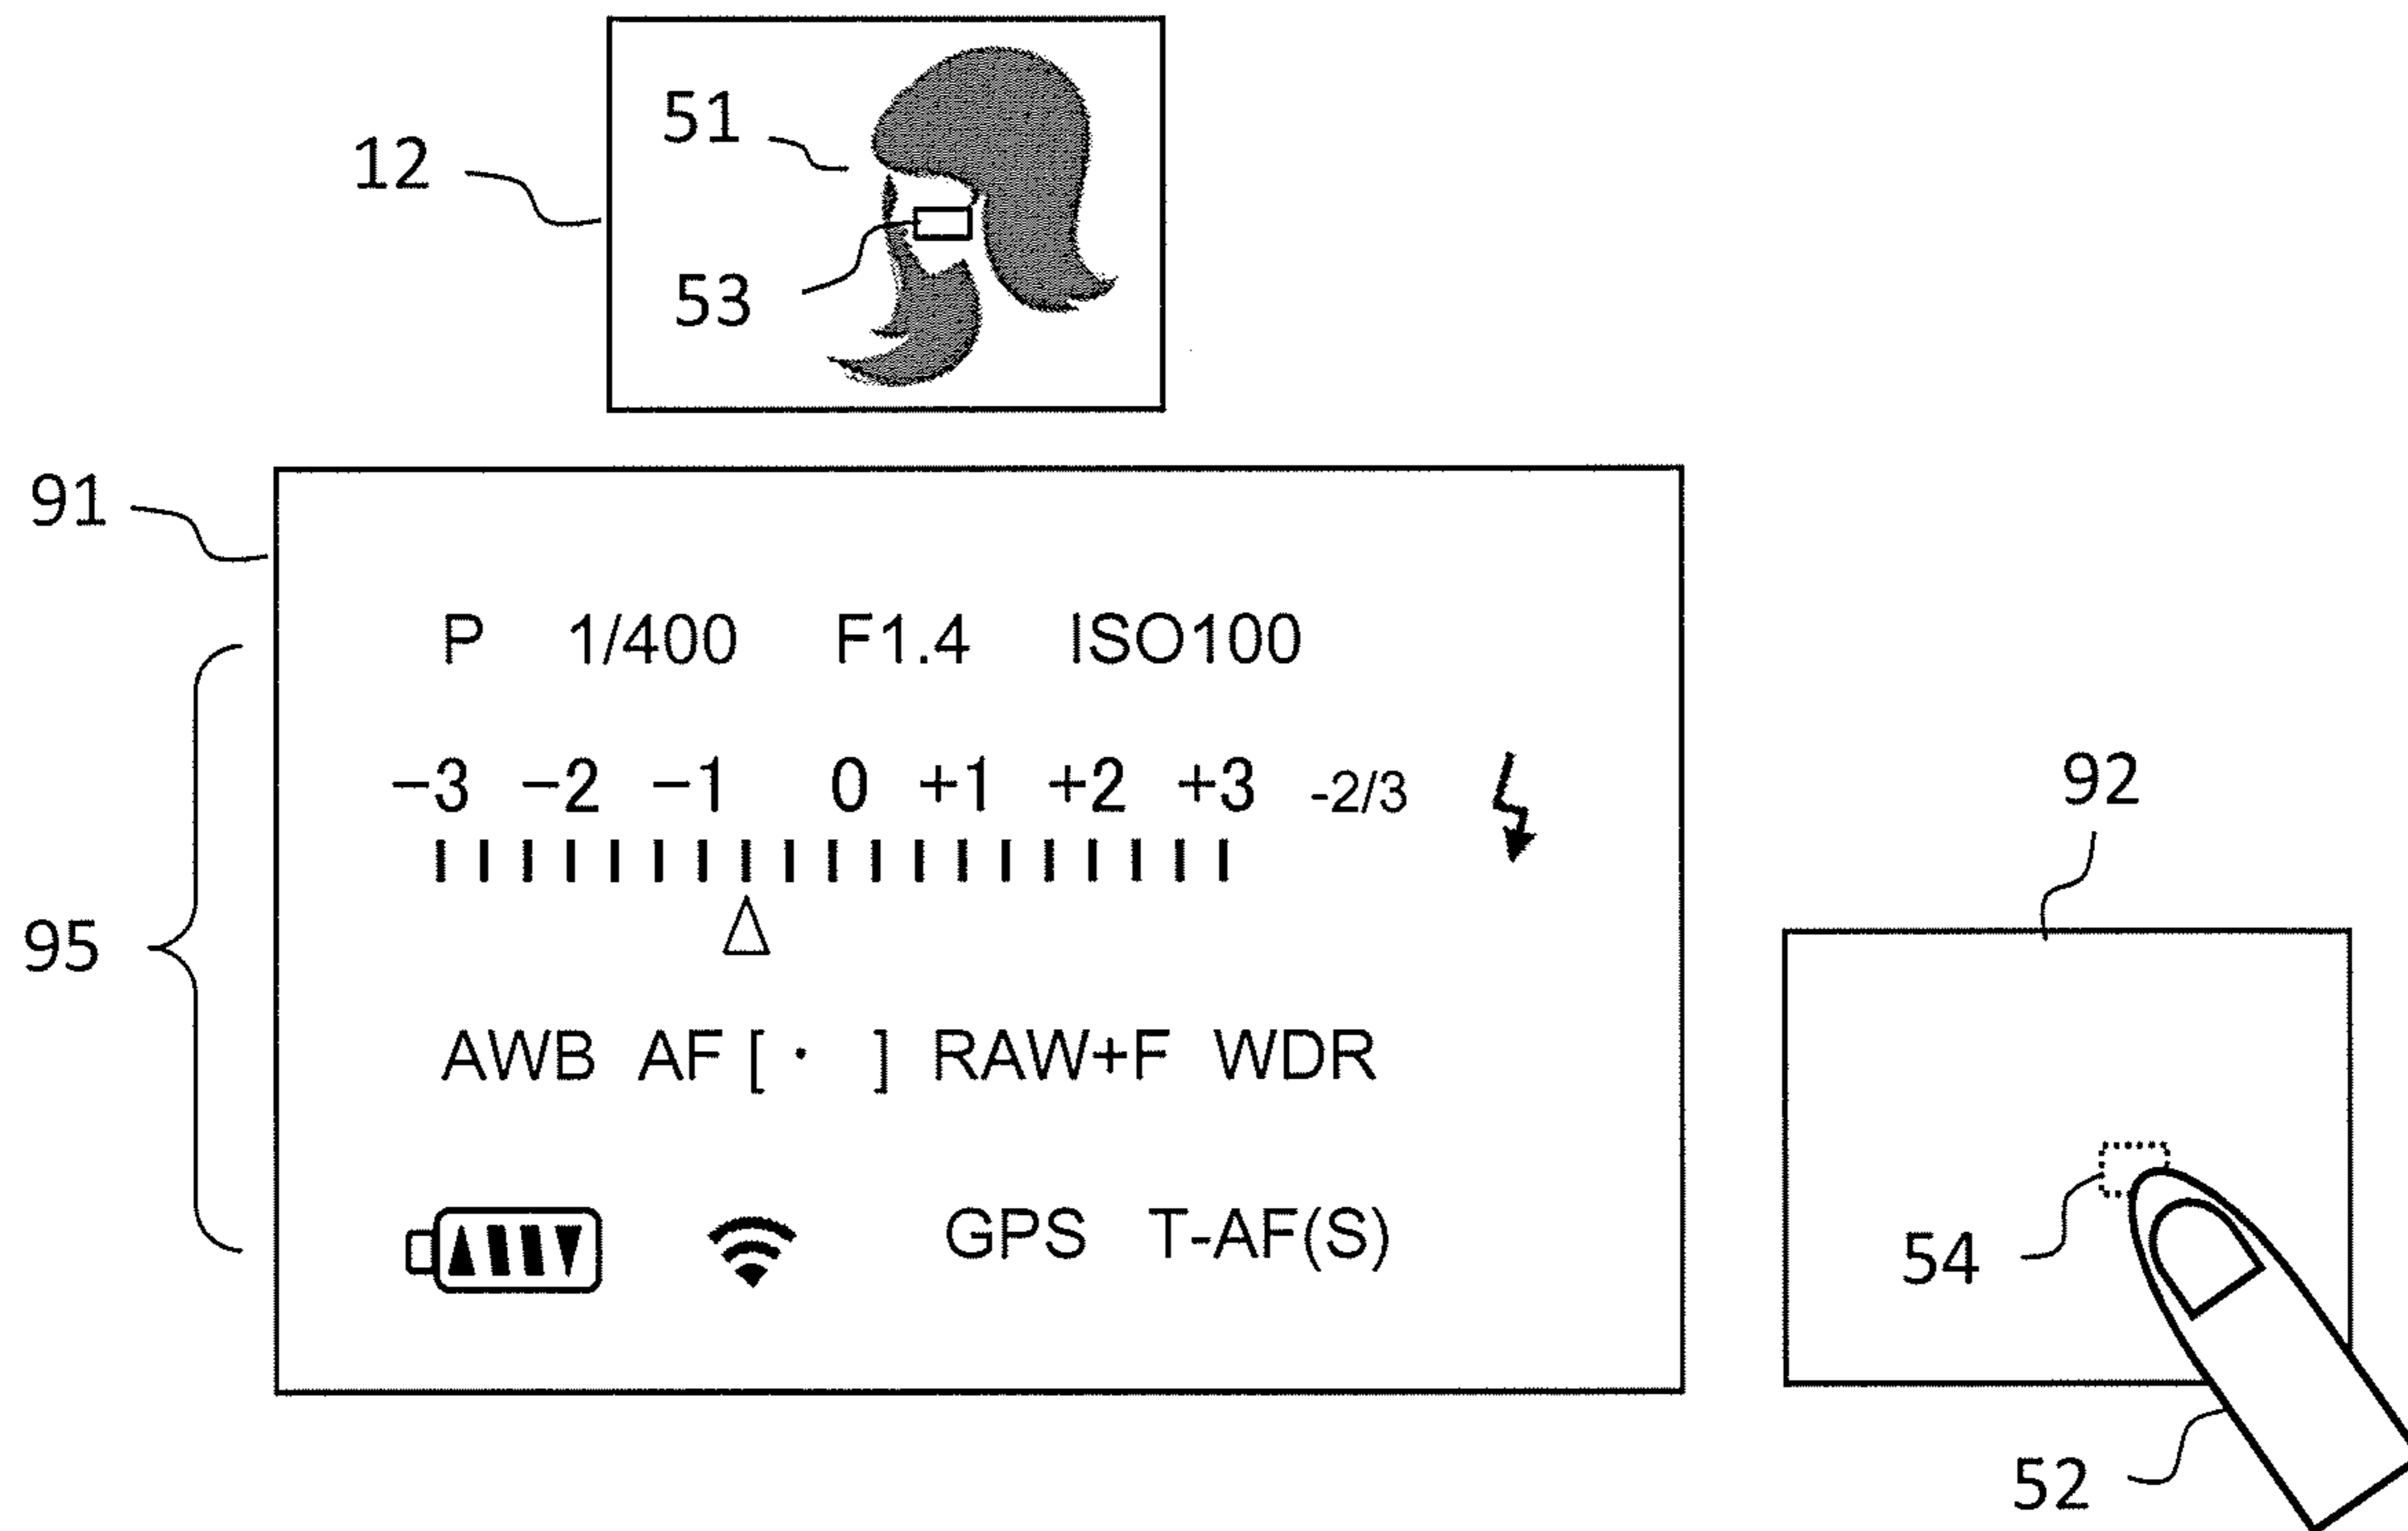 51
12
53
91
P 1/400 F1.4 ISO100
−3 −2 −1 0 +1 +2 +3 -2/3
92
95
AWB AF [ · ] RAW+F WDR
GPS T-AF(S)
54
52